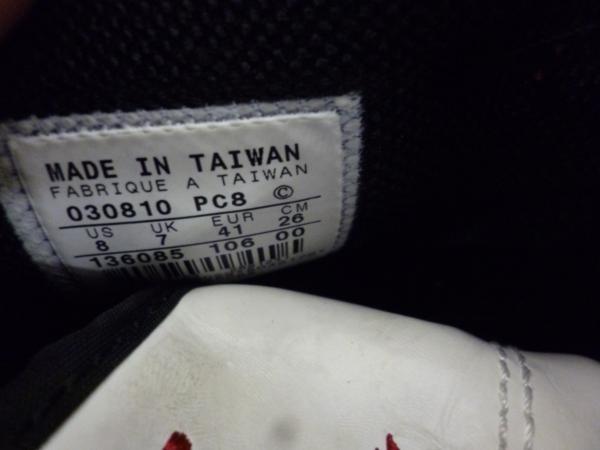 MADE IN TAIWAN
FABRIQUE A TAIWAN
030810 PC8 ©
US UK EUR CM
8 7 41 26
136085 106 00